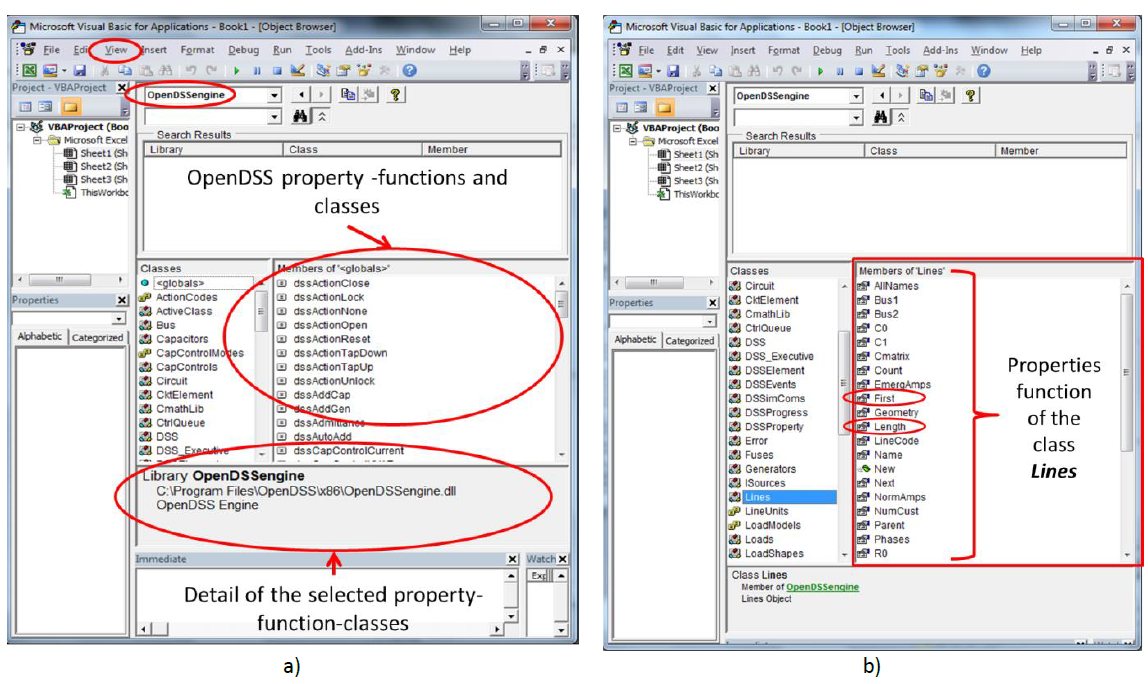 Microsoft Visual Basic for Applications - Book1 - [Object Browser]
File Edit View Insert Format Debug Run Tools Add-Ins Window Help
Project - VBAProject
OpenDSSengine
VBAProject (Boo
Microsoft Excel
Sheet1 (Sh
Sheet2 (Sh
Sheet3 (Sh
ThisWorkbo
Search Results
Library Class Member
OpenDSS property -functions and
classes
Properties
Alphabetic Categorized
Classes
<globals>
ActionCodes
ActiveClass
Bus
Capacitors
CapControlModes
CapControls
Circuit
CktElement
CmathLib
CtrlQueue
DSS
DSS_Executive
Members of '<globals>'
dssActionClose
dssActionLock
dssActionNone
dssActionOpen
dssActionReset
dssActionTapDown
dssActionTapUp
dssActionUnlock
dssAddCap
dssAddGen
dssAdmittance
dssAutoAdd
dssCapControlCurrent
Library OpenDSSengine
C:\Program Files\OpenDSS\x86\OpenDSSengine.dll
OpenDSS Engine
Immediate
Watch
Exp
Detail of the selected property-
function-classes
a)
Microsoft Visual Basic for Applications - Book1 - [Object Browser]
File Edit View Insert Format Debug Run Tools Add-Ins Window Help
Project - VBAProject
OpenDSSengine
VBAProject (Boo
Microsoft Excel
Sheet1 (Sh
Sheet2 (Sh
Sheet3 (Sh
ThisWorkbo
Search Results
Library Class Member
Properties
Alphabetic Categorized
Classes
Circuit
CktElement
CmathLib
CtrlQueue
DSS
DSS_Executive
DSSElement
DSSEvents
DSSimComs
DSSProgress
DSSProperty
Error
Fuses
Generators
ISources
Lines
LineUnits
LoadModels
Loads
LoadShapes
Members of 'Lines'
AllNames
Bus1
Bus2
C0
C1
Cmatrix
Count
EmergAmps
First
Geometry
Length
LineCode
Name
New
Next
NormAmps
NumCust
Parent
Phases
R0
Properties
function
of the
class
Lines
Class Lines
Member of OpenDSSengine
Lines Object
b)